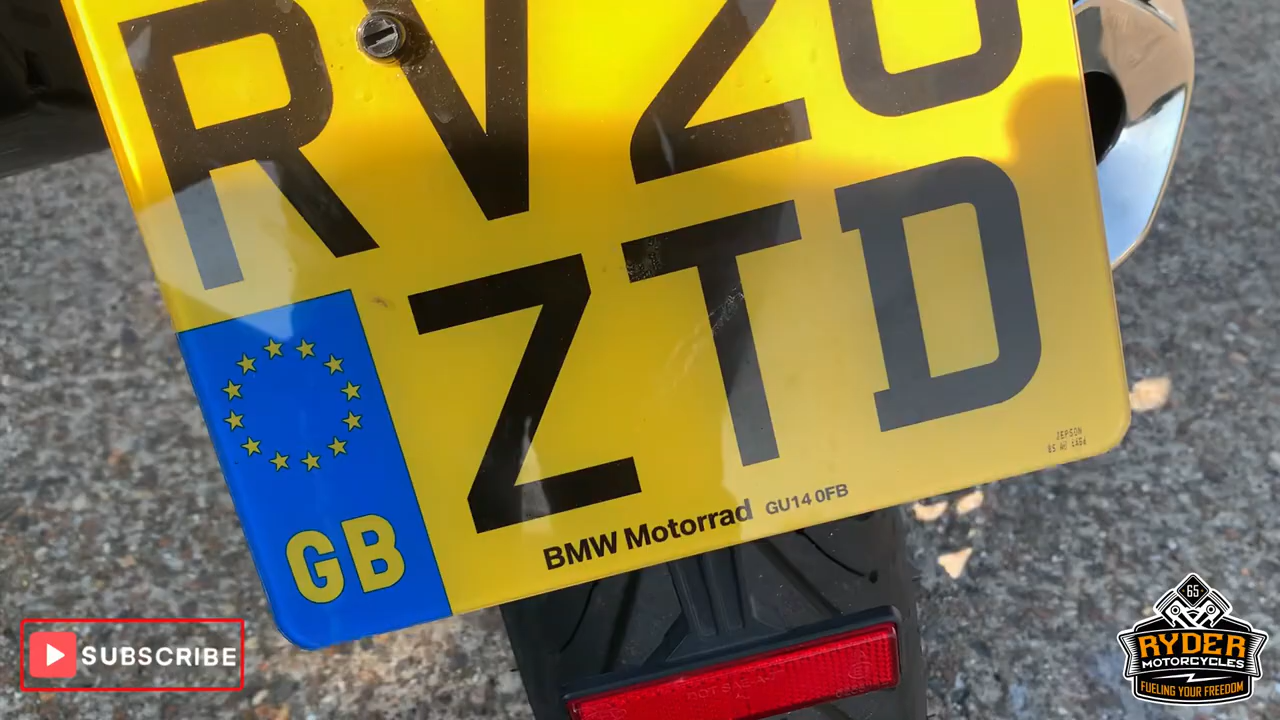 RV20
ZTD
GB
BMW Motorrad GU14 0FB
SUBSCRIBE
65
RYDER
MOTORCYCLES
FUELING YOUR FREEDOM